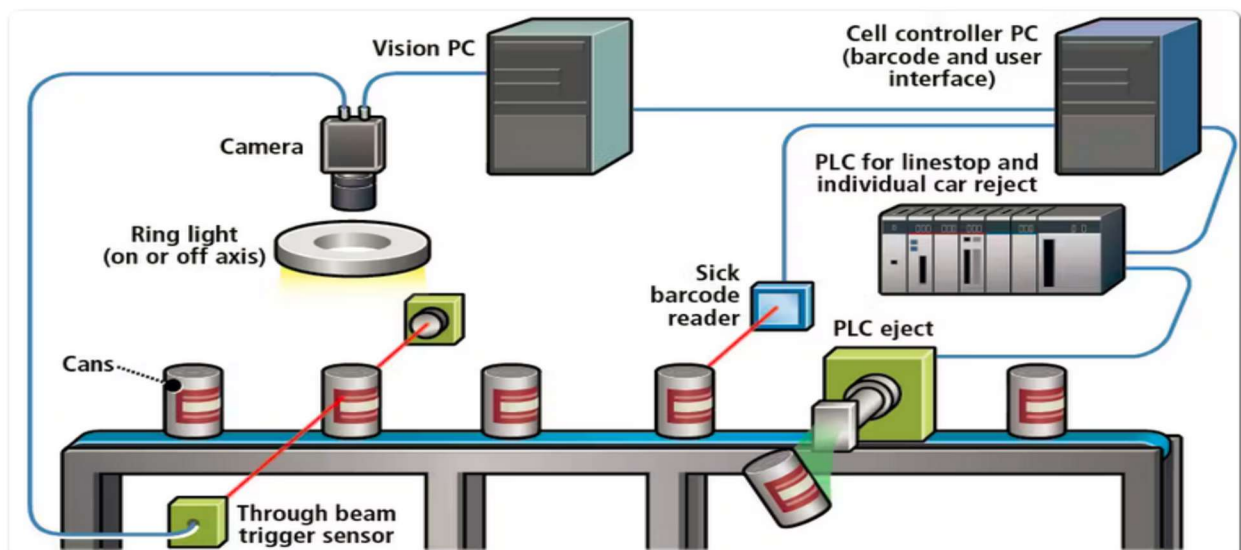 Vision PC
Cell controller PC
(barcode and user
interface)
Camera
PLC for linestop and
individual car reject
Ring light
(on or off axis)
Sick
barcode
reader
PLC eject
Cans
Through beam
trigger sensor